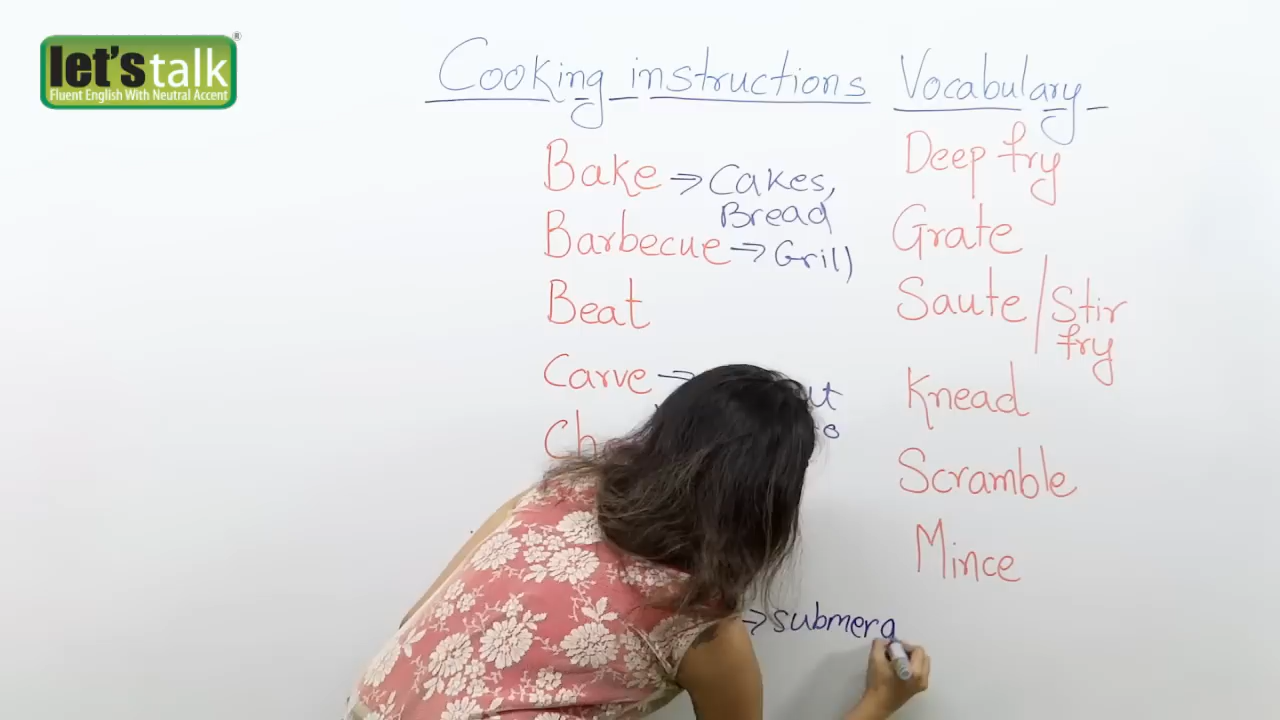 let's talk
Fluent English With Neutral Accent
Cooking instructions Vocabulary
Bake → Cakes,
Bread
Barbecue → Grill
Beat
Carve →
Deep fry
Grate
Saute / Stir
fry
Knead
Scramble
Mince
→ submerg